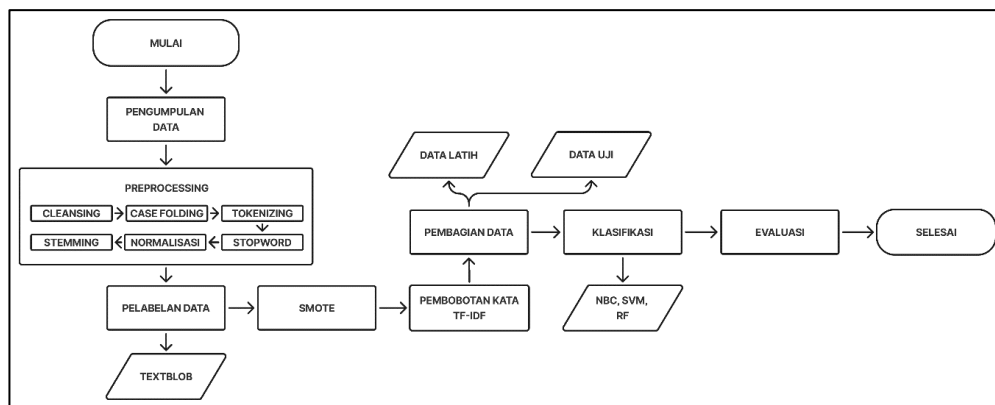 MULAI
PENGUMPULAN
DATA
PREPROCESSING
CLEANSING
CASE FOLDING
TOKENIZING
STEMMING
NORMALISASI
STOPWORD
PELABELAN DATA
TEXTBLOB
SMOTE
PEMBOBOTAN KATA
TF-IDF
PEMBAGIAN DATA
DATA LATIH
DATA UJI
KLASIFIKASI
NBC, SVM,
RF
EVALUASI
SELESAI